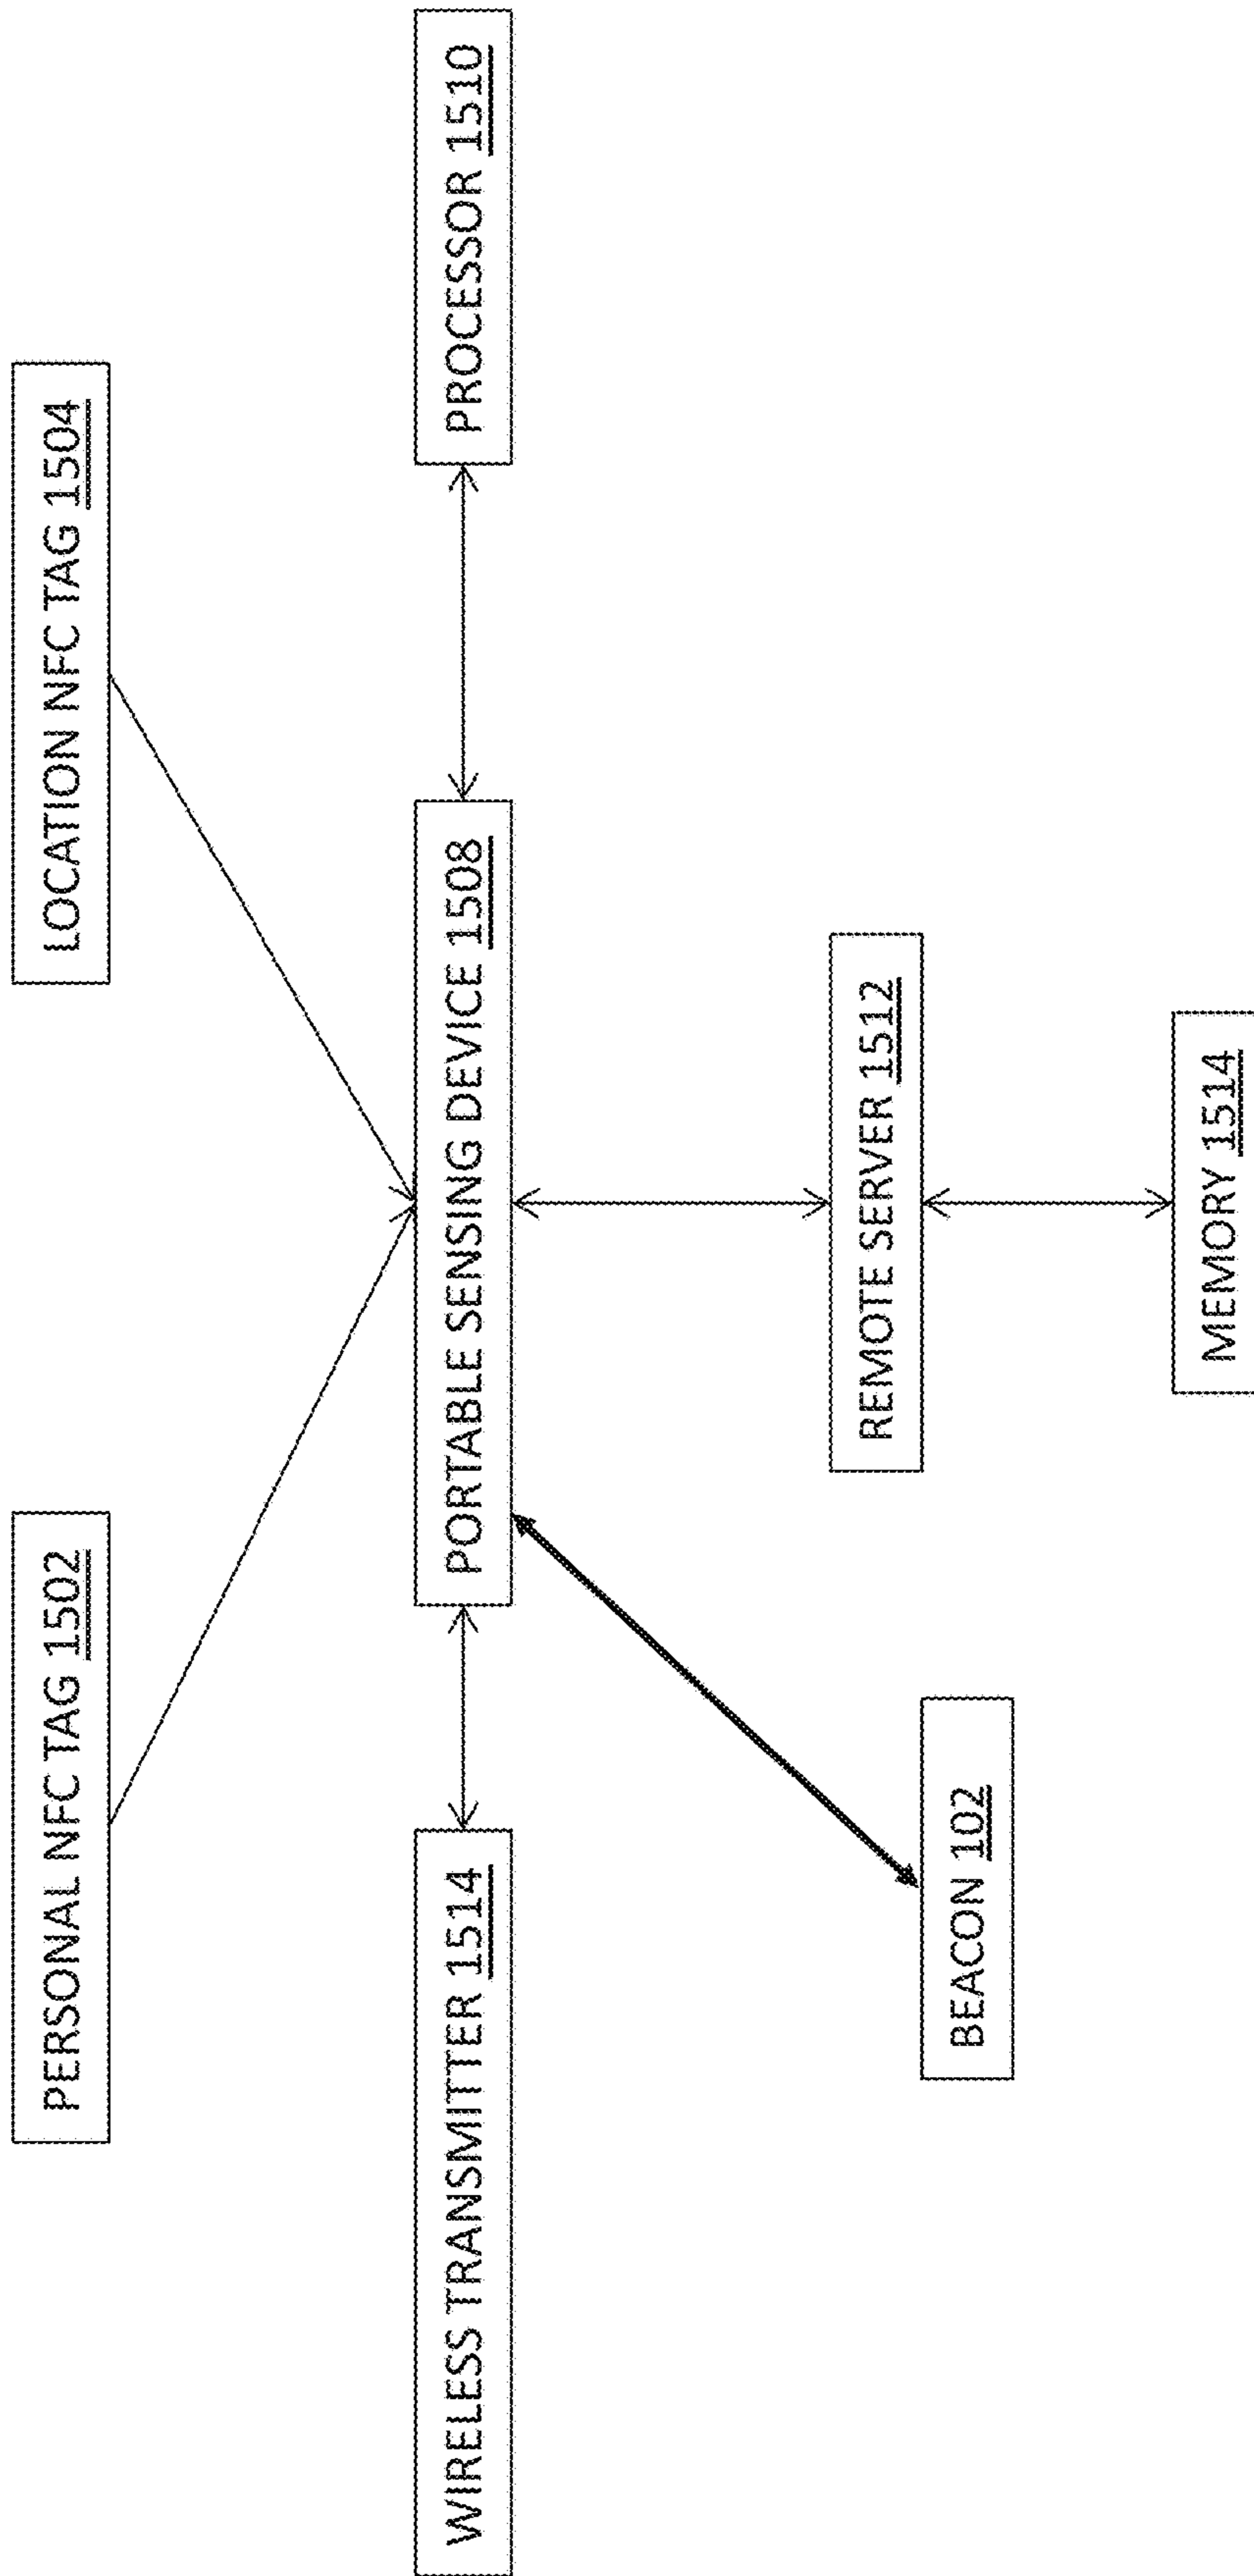 PERSONAL NFC TAG 1502
LOCATION NFC TAG 1504
WIRELESS TRANSMITTER 1514
PORTABLE SENSING DEVICE 1508
PROCESSOR 1510
REMOTE SERVER 1512
BEACON 102
MEMORY 1514